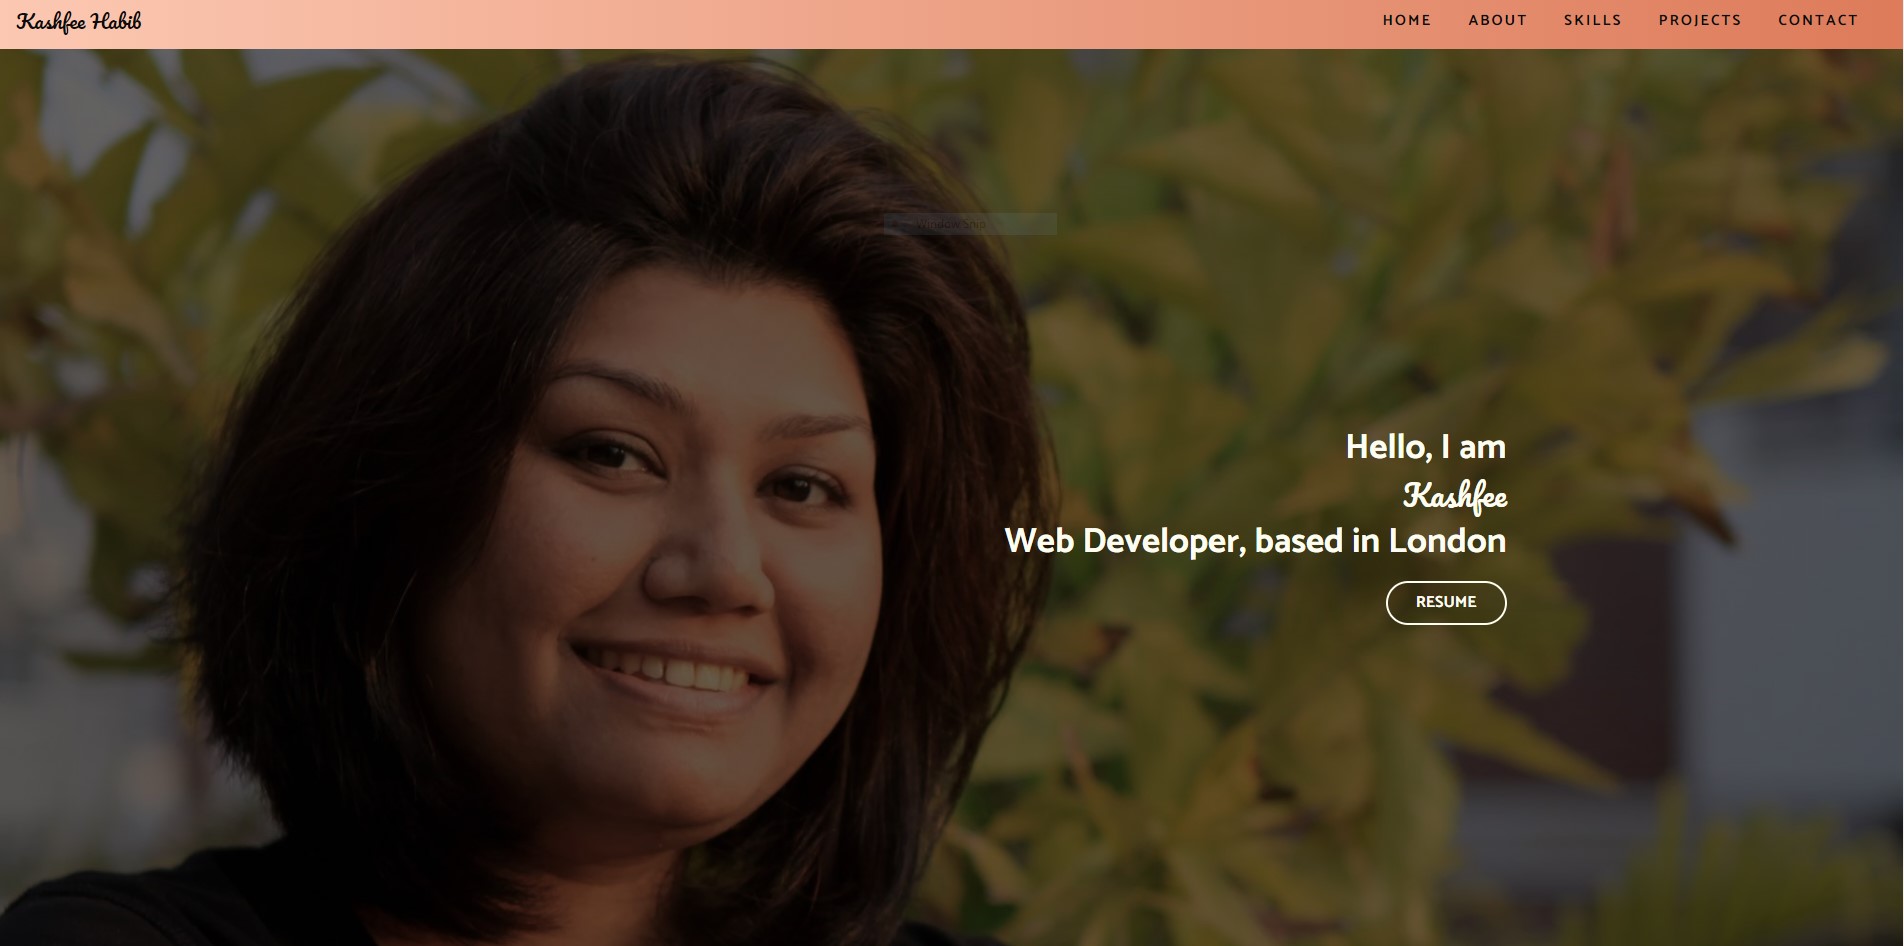 Kashfee Habib
HOME ABOUT SKILLS PROJECTS CONTACT
Window Snip
Hello, I am
Kashfee
Web Developer, based in London
RESUME